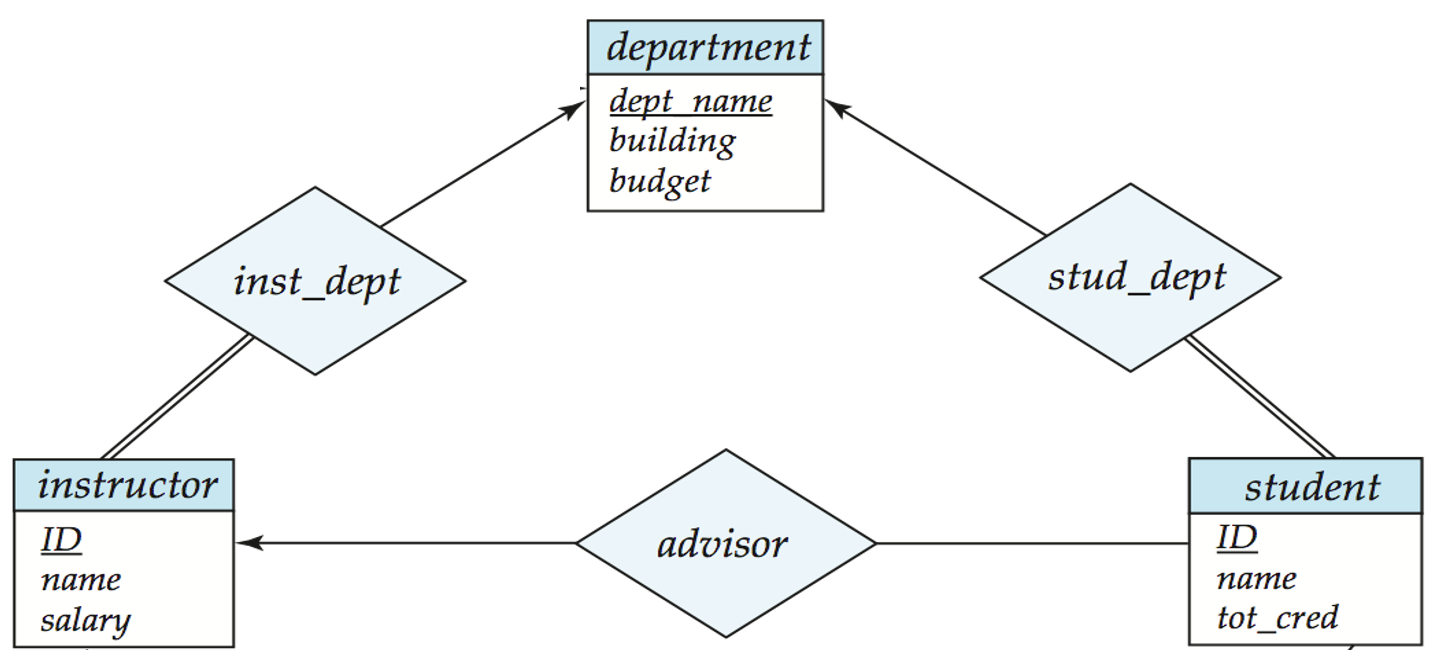 department
dept_name
building
budget
inst_dept
stud_dept
instructor
ID
name
salary
advisor
student
ID
name
tot_cred